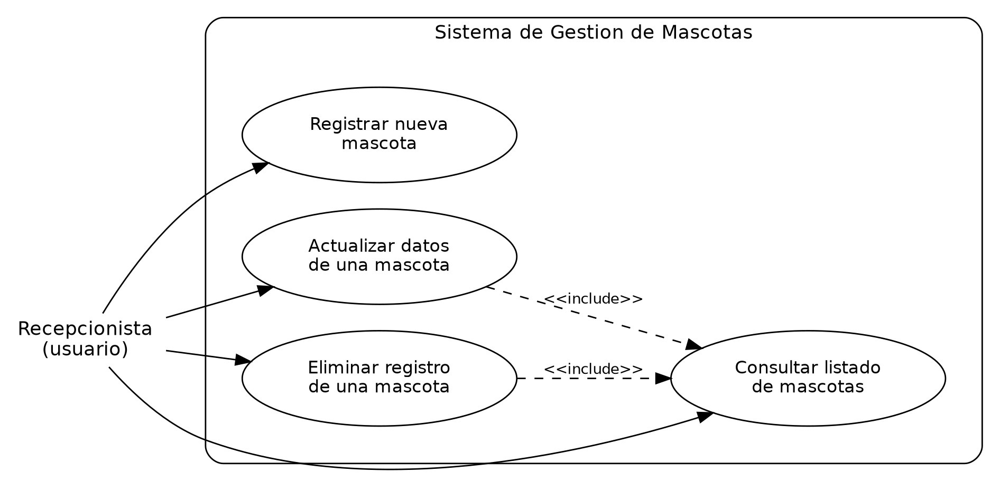 Sistema de Gestion de Mascotas
Registrar nueva
mascota
Actualizar datos
de una mascota
<<include>>
Recepcionista
(usuario)
Eliminar registro
de una mascota
<<include>>
Consultar listado
de mascotas